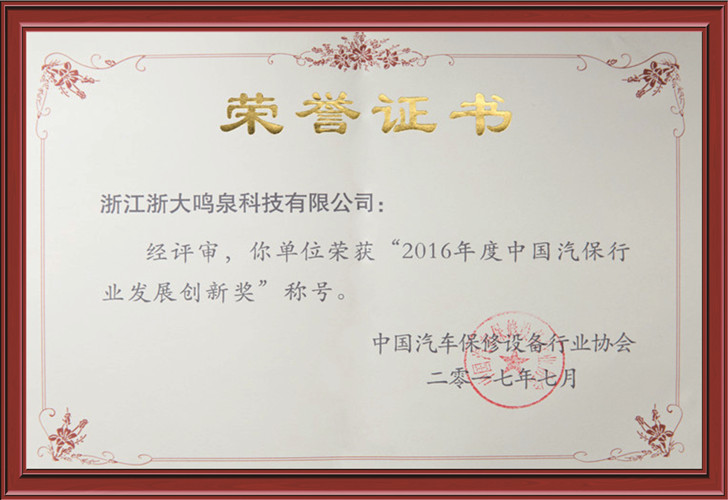 荣誉证书
浙江浙大鸣泉科技有限公司：
经评审，你单位荣获“2016年度中国汽保行
业发展创新奖”称号。
中国汽车保修设备行业协会
二零一七年七月